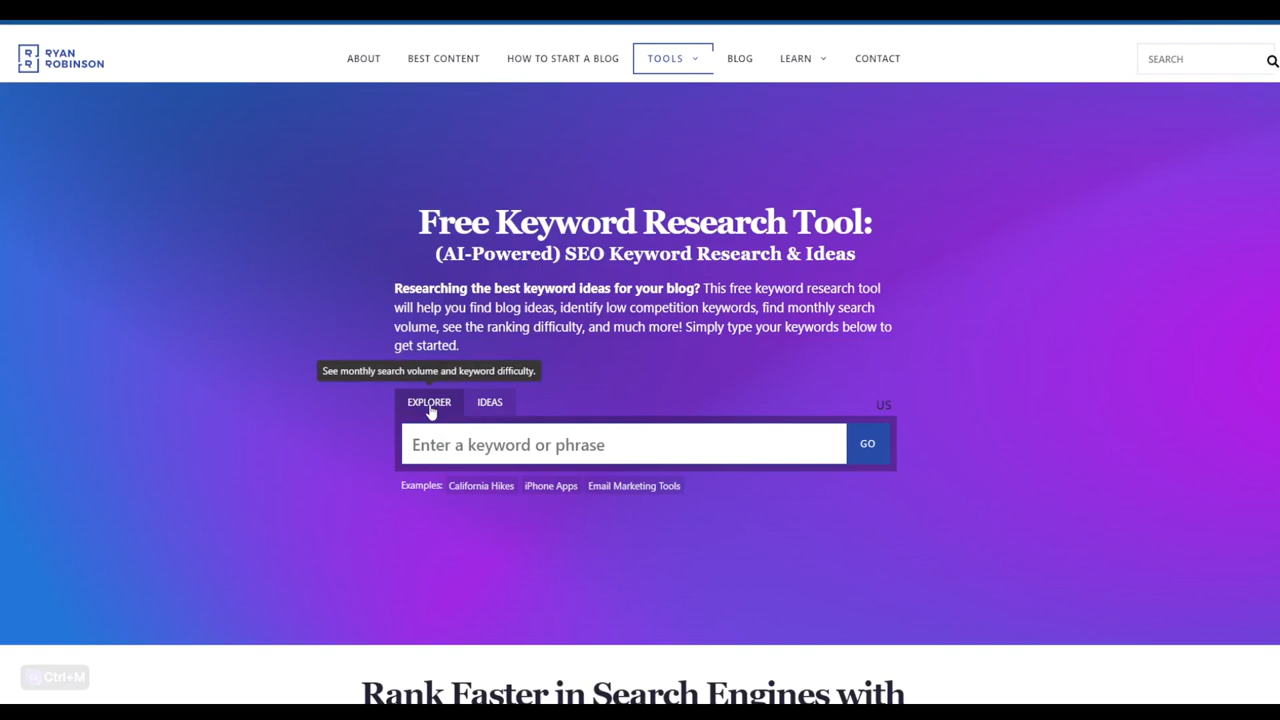 RYAN
ROBINSON
ABOUT BEST CONTENT HOW TO START A BLOG TOOLS BLOG LEARN CONTACT
SEARCH
Free Keyword Research Tool:
(AI-Powered) SEO Keyword Research & Ideas
Researching the best keyword ideas for your blog? This free keyword research tool
will help you find blog ideas, identify low competition keywords, find monthly search
volume, see the ranking difficulty, and much more! Simply type your keywords below to
get started.
See monthly search volume and keyword difficulty.
EXPLORER IDEAS US
Enter a keyword or phrase GO
Examples: California Hikes iPhone Apps Email Marketing Tools
Ctrl+M
Rank Faster in Search Engines with